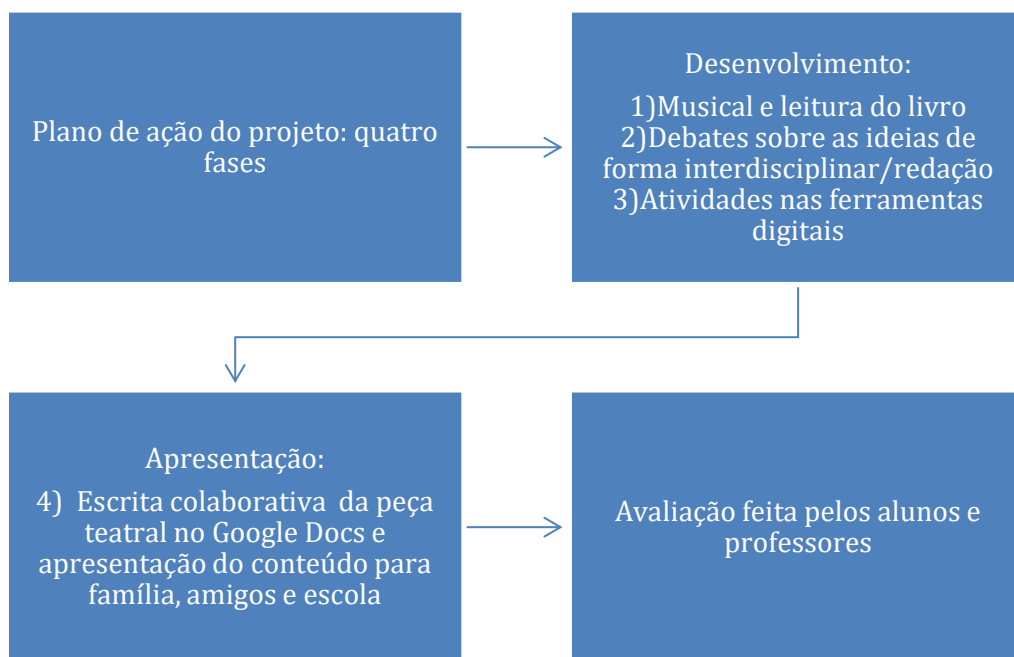 Plano de ação do projeto: quatro
fases
Desenvolvimento:
1)Musical e leitura do livro
2)Debates sobre as ideias de
forma interdisciplinar/redação
3)Atividades nas ferramentas
digitais
Apresentação:
4) Escrita colaborativa da peça
teatral no Google Docs e
apresentação do conteúdo para
família, amigos e escola
Avaliação feita pelos alunos e
professores